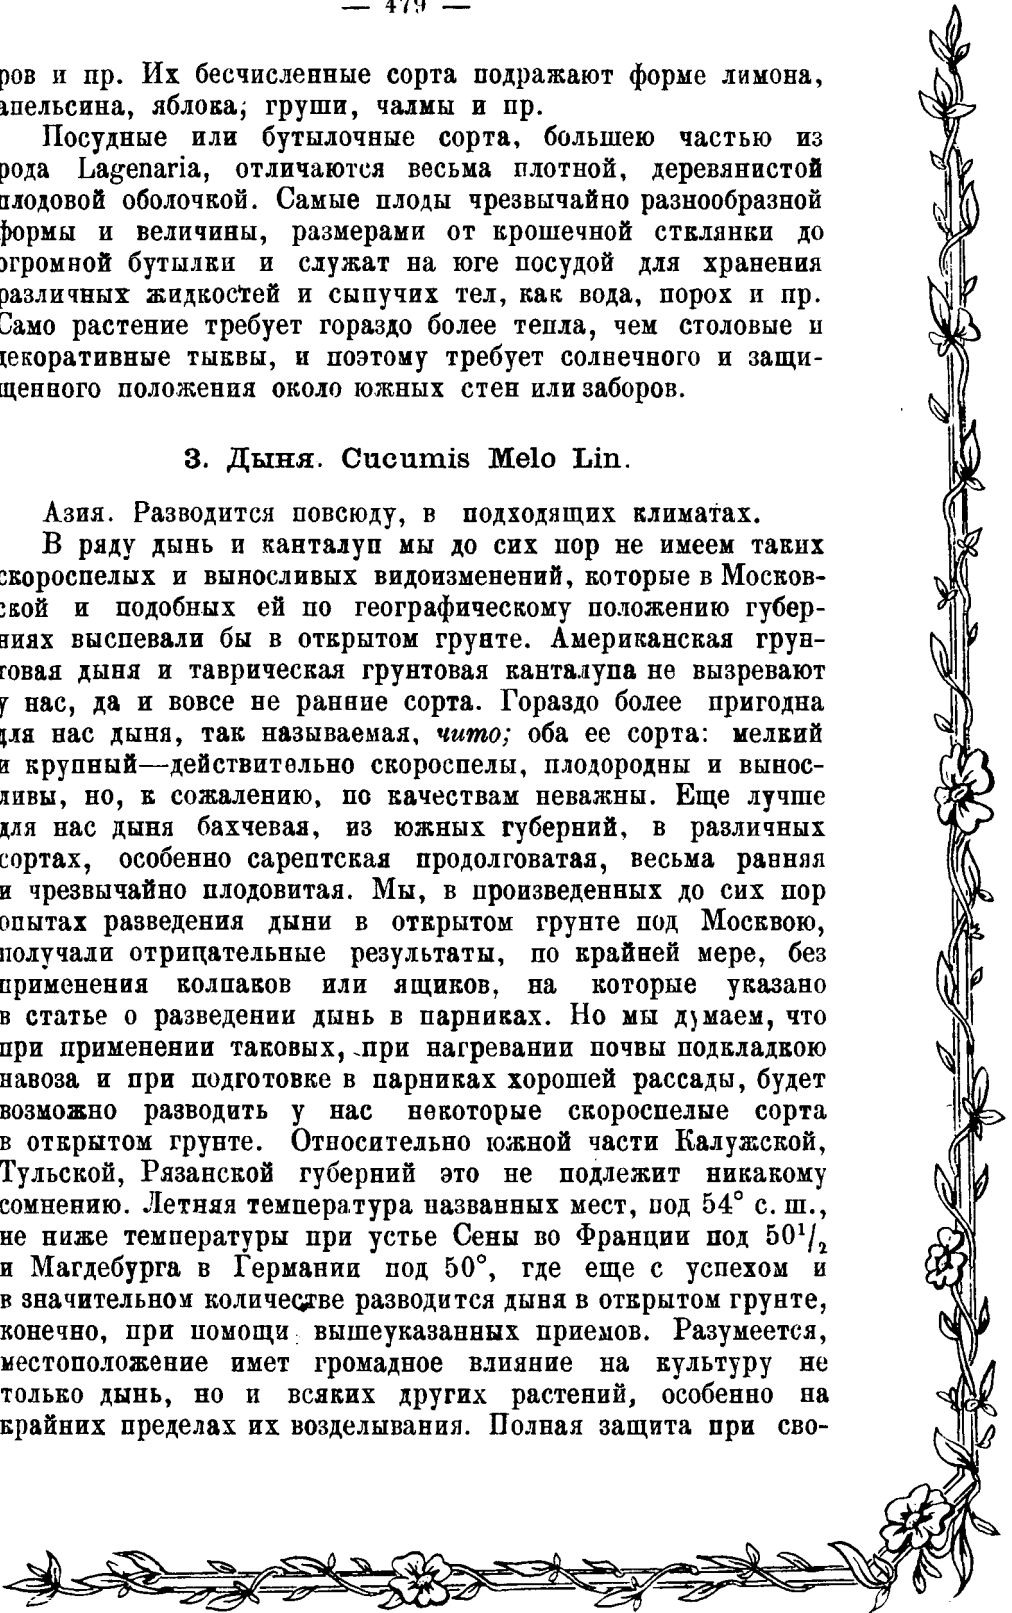 — 479 —
ров и пр. Их бесчисленные сорта подражают форме лимона,
апельсина, яблока, груши, чалмы и пр.
Посудные или бутылочные сорта, большею частью из
рода Lagenaria, отличаются весьма плотной, деревянистой
плодовой оболочкой. Самые плоды чрезвычайно разнообразной
формы и величины, размерами от крошечной стклянки до
огромной бутылки и служат на юге посудой для хранения
различных жидкостей и сыпучих тел, как вода, порох и пр.
Само растение требует гораздо более тепла, чем столовые и
декоративные тыквы, и поэтому требует солнечного и защи-
щенного положения около южных стен или заборов.
3. Дыня. Cucumis Melo Lin.
Азия. Разводится повсюду, в подходящих климатах.
В ряду дынь и канталуп мы до сих пор не имеем таких
скороспелых и выносливых видоизменений, которые в Москов-
ской и подобных ей по географическому положению губер-
ниях выспевали бы в открытом грунте. Американская грун-
товая дыня и таврическая грунтовая канталупа не вызревают
у нас, да и вовсе не ранние сорта. Гораздо более пригодна
для нас дыня, так называемая, чито; оба ее сорта: мелкий
и крупный—действительно скороспелы, плодородны и вынос-
ливы, но, к сожалению, по качествам неважны. Еще лучше
для нас дыня бахчевая, из южных губерний, в различных
сортах, особенно сарептская продолговатая, весьма ранняя
и чрезвычайно плодовитая. Мы, в произведенных до сих пор
опытах разведения дыни в открытом грунте под Москвою,
получали отрицательные результаты, по крайней мере, без
применения колпаков или ящиков, на которые указано
в статье о разведении дынь в парниках. Но мы думаем, что
при применении таковых, при нагревании почвы подкладкою
навоза и при подготовке в парниках хорошей рассады, будет
возможно разводить у нас некоторые скороспелые сорта
в открытом грунте. Относительно южной части Калужской,
Тульской, Рязанской губерний это не подлежит никакому
сомнению. Летняя температура названных мест, под 54° с. ш.,
не ниже температуры при устье Сены во Франции под 50¹/₂
и Магдебурга в Германии под 50°, где еще с успехом и
в значительном количестве разводится дыня в открытом грунте,
конечно, при помощи вышеуказанных приемов. Разумеется,
местоположение имет громадное влияние на культуру не
только дынь, но и всяких других растений, особенно на
крайних пределах их возделывания. Полная защита при сво-